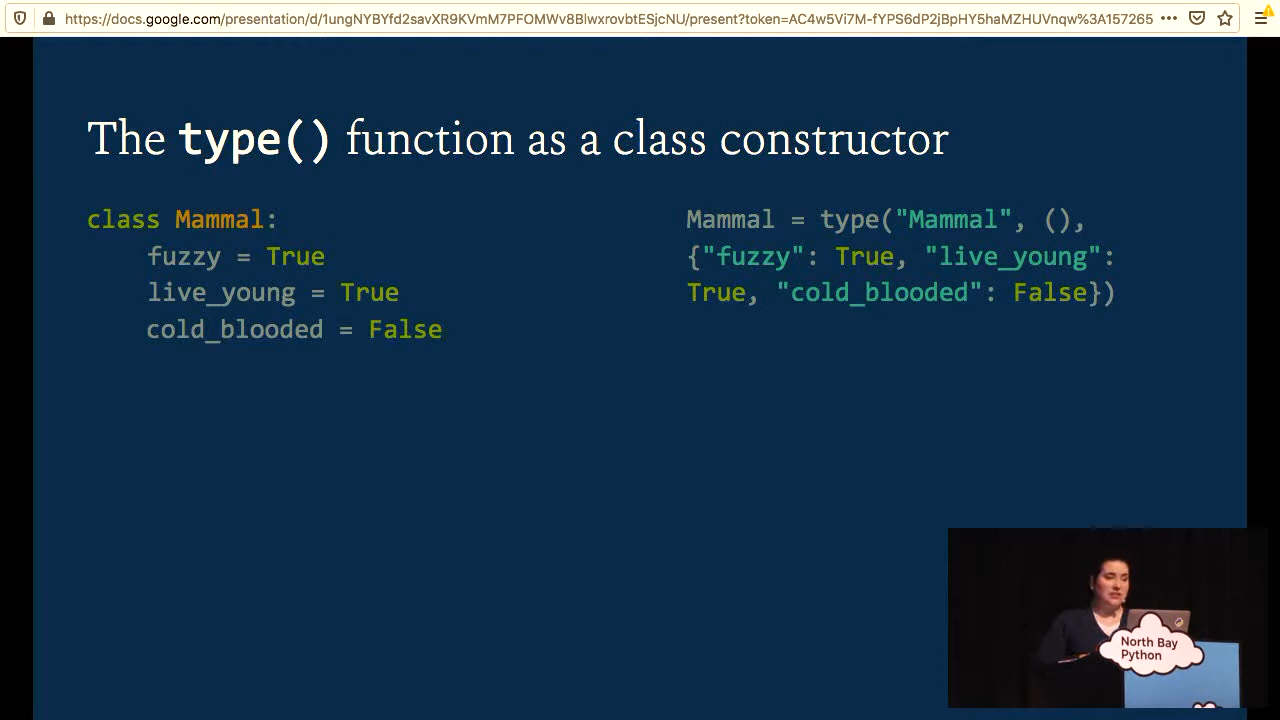 https://docs.google.com/presentation/d/1ungNYBYfd2savXR9KVmM7PFOMWv8BlwxrovbtESjcNU/present?token=AC4w5Vi7M-fYPS6dP2jBpHY5haMZHUVnqw%3A157265
The type() function as a class constructor
class Mammal:
    fuzzy = True
    live_young = True
    cold_blooded = False
Mammal = type("Mammal", (),
{"fuzzy": True, "live_young":
True, "cold_blooded": False})
North Bay
Python